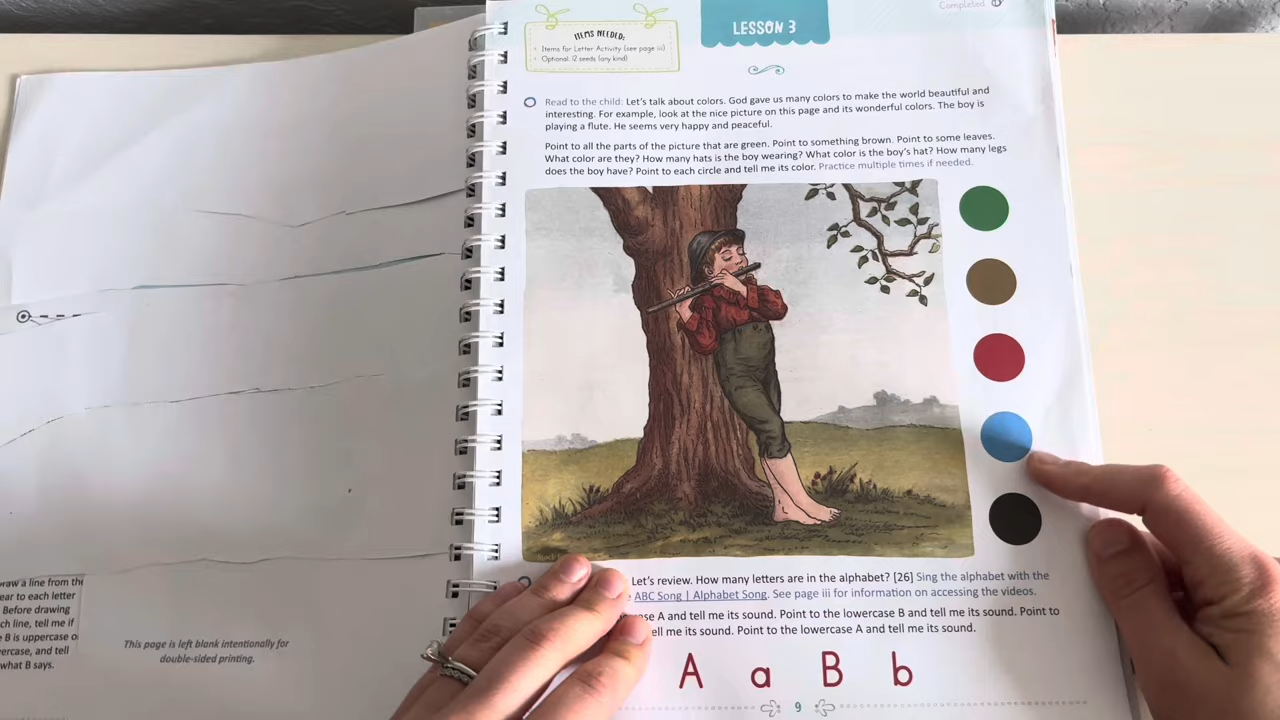 raw a line from the
ear to each letter
Before drawing
ch line, tell me if
B is uppercase o
ercase, and tell
what B says.
This page is left blank intentionally for
double-sided printing.
ITEMS NEEDED:
• Items for Letter Activity (see page iii)
• Optional: 12 seeds (any kind)
LESSON 3
Completed
Read to the child: Let's talk about colors. God gave us many colors to make the world beautiful and
interesting. For example, look at the nice picture on this page and its wonderful colors. The boy is
playing a flute. He seems very happy and peaceful.
Point to all the parts of the picture that are green. Point to something brown. Point to some leaves.
What color are they? How many hats is the boy wearing? What color is the boy's hat? How many legs
does the boy have? Point to each circle and tell me its color. Practice multiple times if needed.
Let's review. How many letters are in the alphabet? [26] Sing the alphabet with the
ABC Song | Alphabet Song. See page iii for information on accessing the videos.
case A and tell me its sound. Point to the lowercase B and tell me its sound. Point to
ell me its sound. Point to the lowercase A and tell me its sound.
A a B b
9